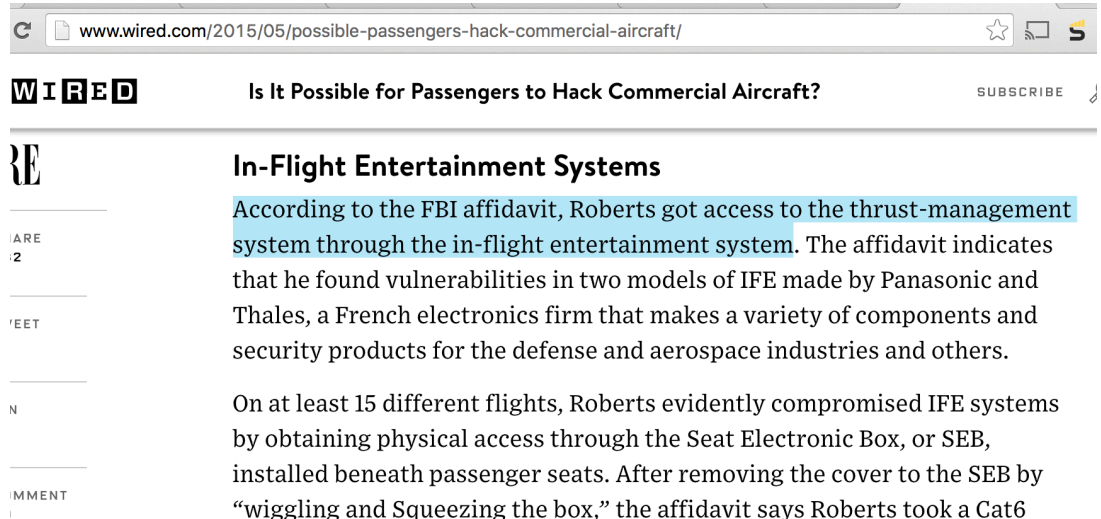 www.wired.com/2015/05/possible-passengers-hack-commercial-aircraft/
WIRED
Is It Possible for Passengers to Hack Commercial Aircraft?
SUBSCRIBE
RE
In-Flight Entertainment Systems
According to the FBI affidavit, Roberts got access to the thrust-management
ARE
system through the in-flight entertainment system. The affidavit indicates
2
that he found vulnerabilities in two models of IFE made by Panasonic and
Thales, a French electronics firm that makes a variety of components and
EET
security products for the defense and aerospace industries and others.
N
On at least 15 different flights, Roberts evidently compromised IFE systems
by obtaining physical access through the Seat Electronic Box, or SEB,
installed beneath passenger seats. After removing the cover to the SEB by
MMENT
“wiggling and Squeezing the box,” the affidavit says Roberts took a Cat6